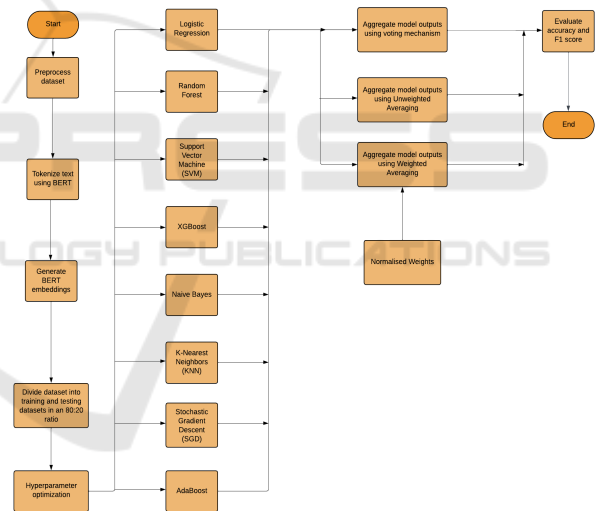 Start
Preprocess
dataset
Tokenize text
using BERT
Generate
BERT
embeddings
Divide dataset into
training and testing
datasets in an 80:20
ratio
Hyperparameter
optimization
Logistic
Regression
Random
Forest
Support
Vector
Machine
(SVM)
XGBoost
Naive Bayes
K-Nearest
Neighbors
(KNN)
Stochastic
Gradient
Descent
(SGD)
AdaBoost
Aggregate model outputs
using voting mechanism
Aggregate model outputs
using Unweighted
Averaging
Aggregate model outputs
using Weighted
Averaging
Normalised Weights
Evaluate
accuracy and
F1 score
End
PRESS
LOGY PUBLICATIONS